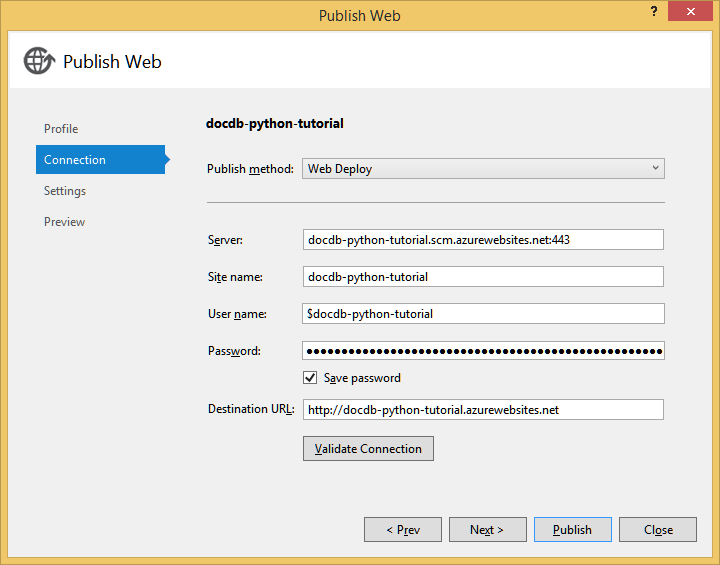 Publish Web
?
Publish Web
Profile
Connection
Settings
Preview
docdb-python-tutorial
Publish method: Web Deploy
Server: docdb-python-tutorial.scm.azurewebsites.net:443
Site name: docdb-python-tutorial
User name: $docdb-python-tutorial
Password: ●●●●●●●●●●●●●●●●●●●●●●●●●●●●●●●●●●●●●●●●●●●●●●●●●●●
Save password
Destination URL: http://docdb-python-tutorial.azurewebsites.net
Validate Connection
< Prev Next > Publish Close